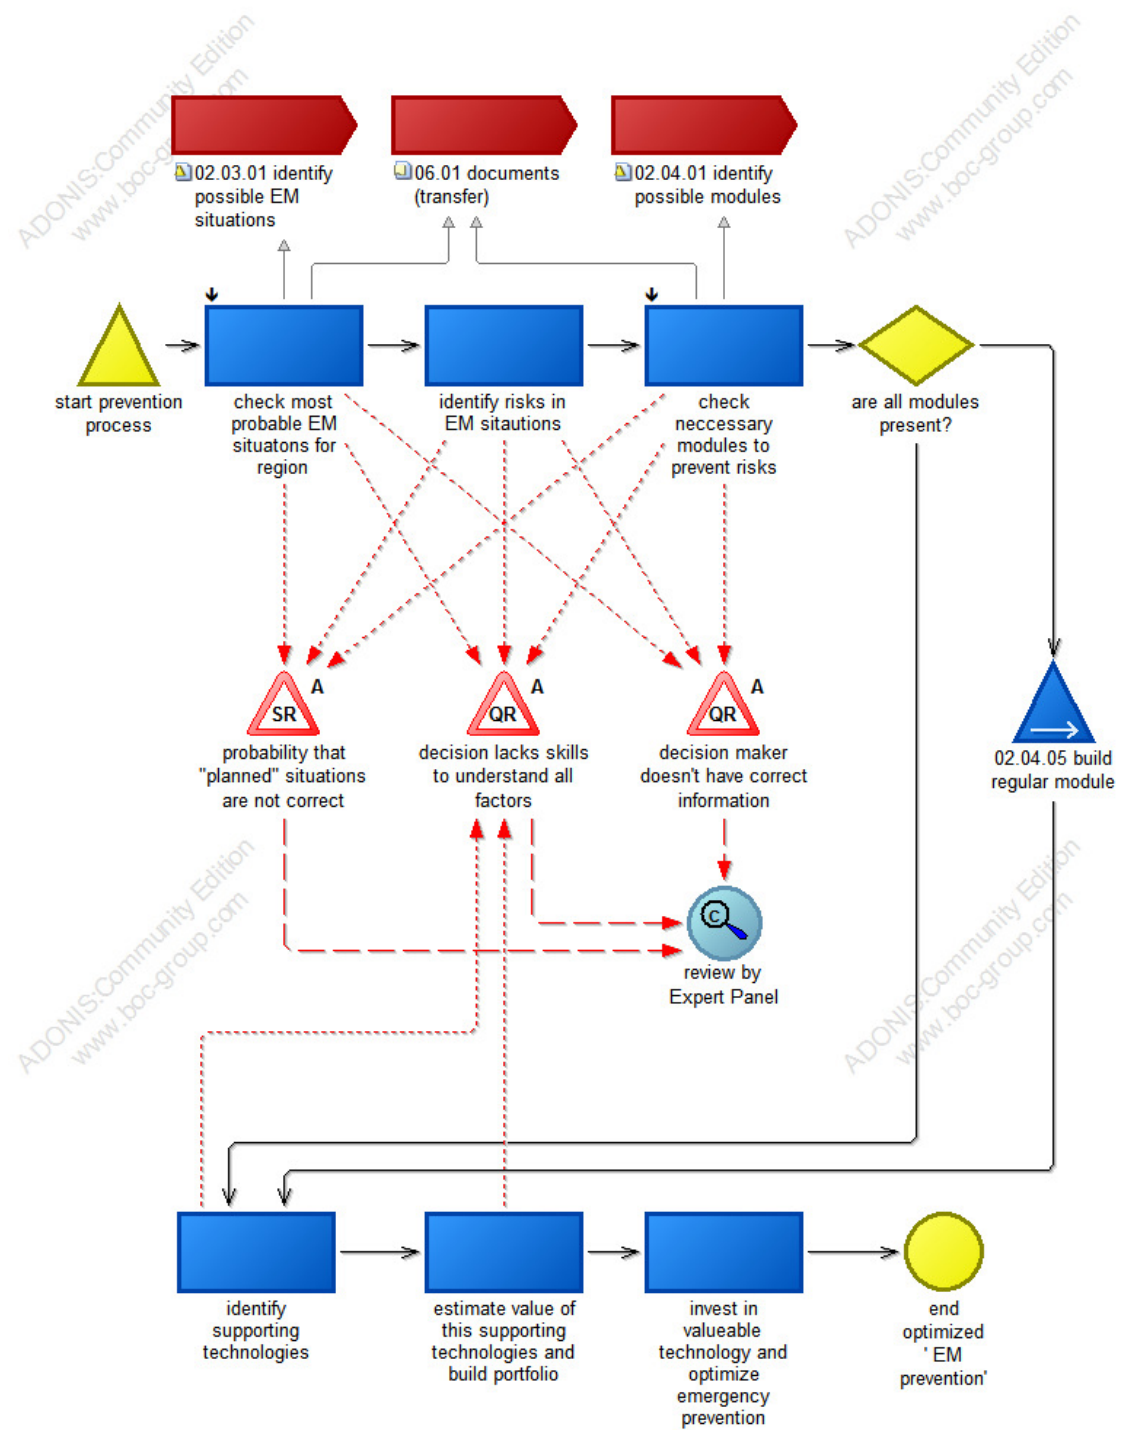 ADONIS:Community Edition
www.boc-group.com
ADONIS:Community Edition
www.boc-group.com
02.03.01 identify
possible EM
situations
06.01 documents
(transfer)
02.04.01 identify
possible modules
start prevention
process
check most
probable EM
situatons for
region
identify risks in
EM sitautions
check
neccessary
modules to
prevent risks
are all modules
present?
A
SR
probability that
"planned" situations
are not correct
A
QR
decision lacks skills
to understand all
factors
A
QR
decision maker
doesn't have correct
information
02.04.05 build
regular module
C
review by
Expert Panel
ADONIS:Community Edition
www.boc-group.com
ADONIS:Community Edition
www.boc-group.com
identify
supporting
technologies
estimate value of
this supporting
technologies and
build portfolio
invest in
valueable
technology and
optimize
emergency
prevention
end
optimized
' EM
prevention'